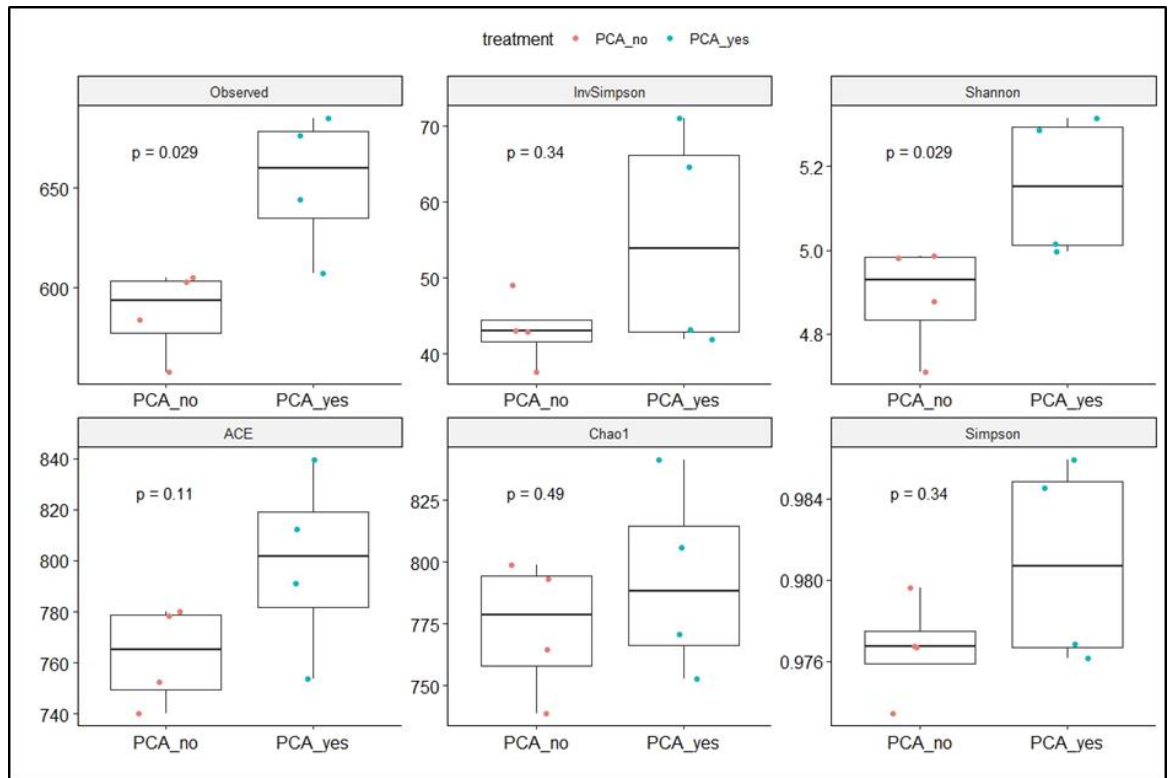 treatment PCA_no PCA_yes
Observed
p = 0.029
650
600
PCA_no PCA_yes
InvSimpson
p = 0.34
70
60
50
40
PCA_no PCA_yes
Shannon
p = 0.029
5.2
5.0
4.8
PCA_no PCA_yes
ACE
p = 0.11
840
820
800
780
760
740
PCA_no PCA_yes
Chao1
p = 0.49
825
800
775
750
PCA_no PCA_yes
Simpson
p = 0.34
0.984
0.980
0.976
PCA_no PCA_yes